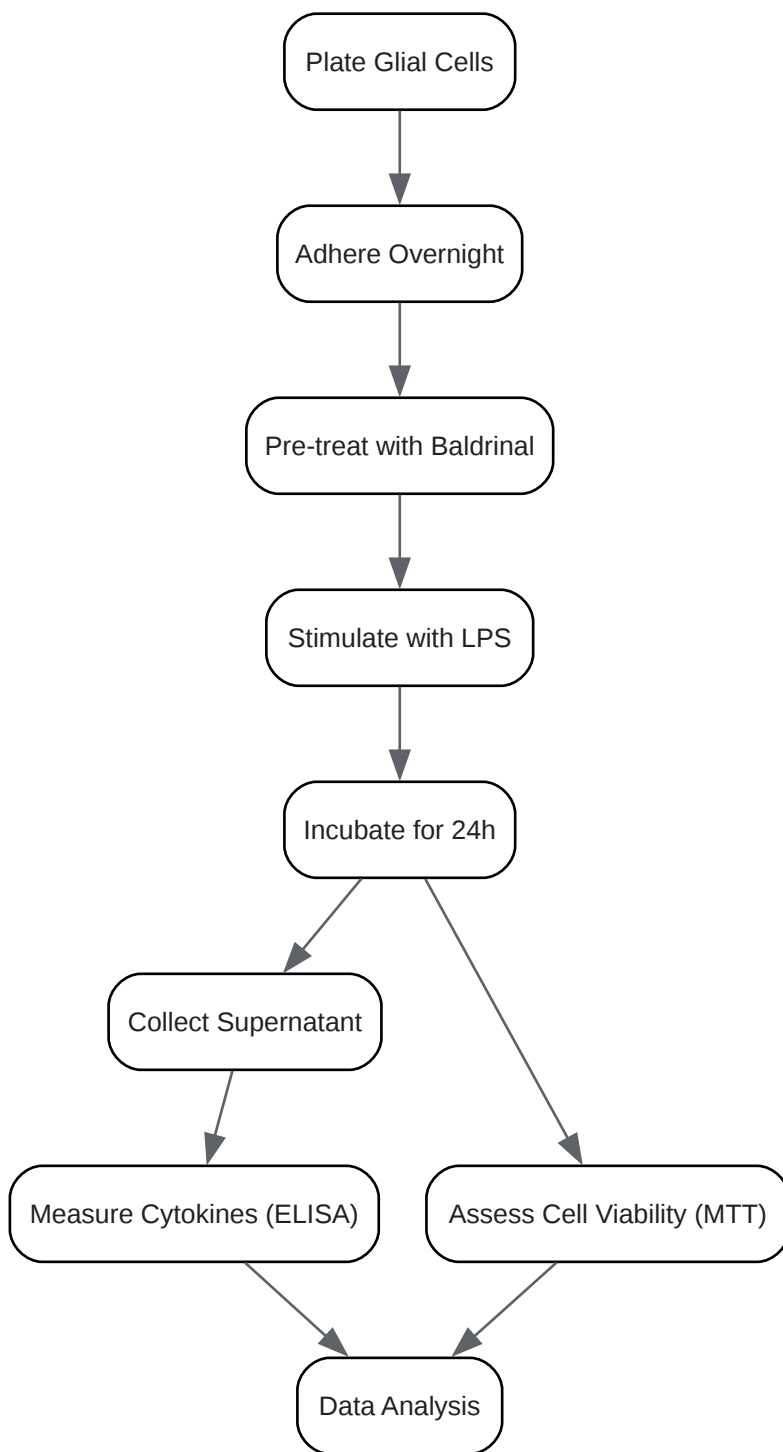 Plate Glial Cells
Adhere Overnight
Pre-treat with Baldrinal
Stimulate with LPS
Incubate for 24h
Collect Supernatant
Measure Cytokines (ELISA)
Assess Cell Viability (MTT)
Data Analysis